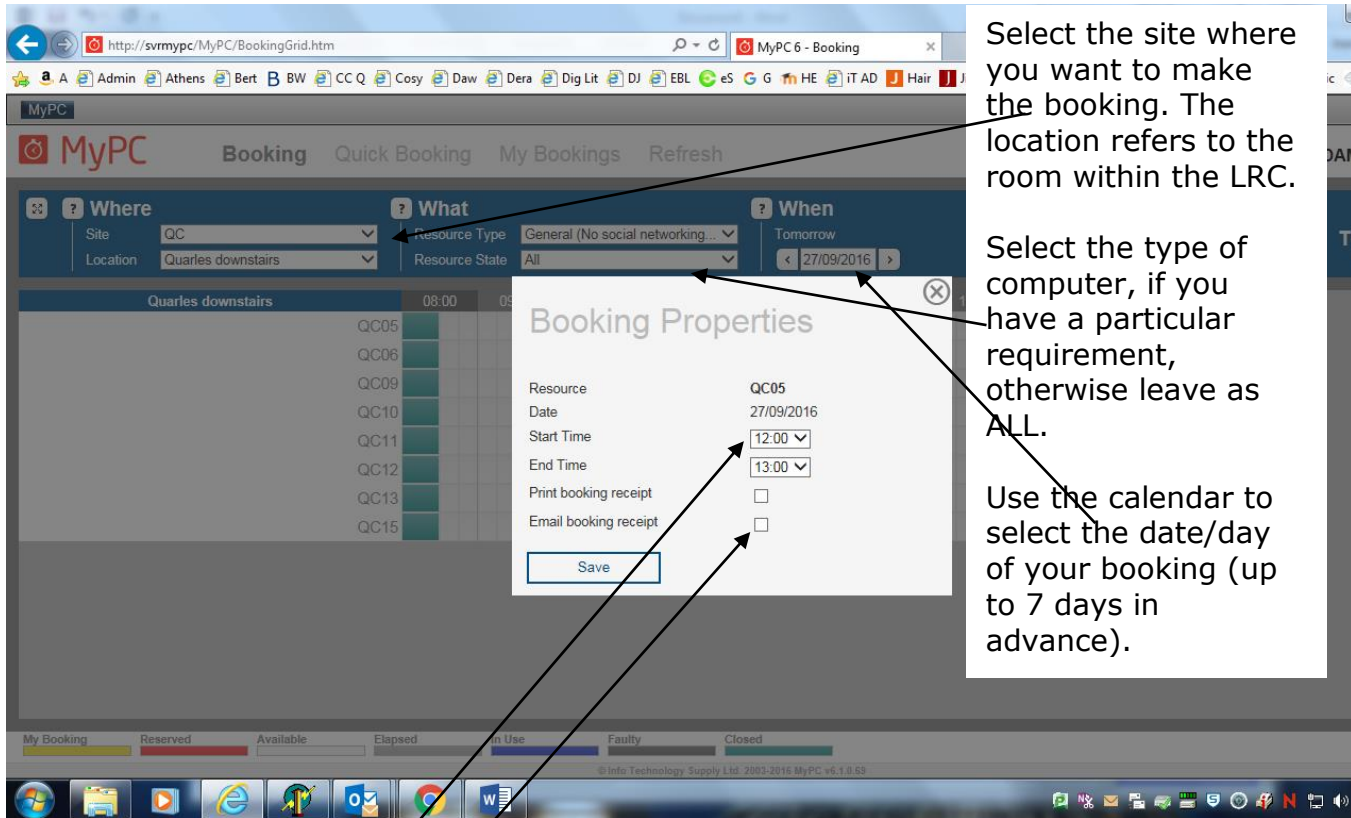 http://svrmypc/MyPC/BookingGrid.htm
MyPC 6 - Booking
A Admin Athens Bert BW CC Q Cosy Daw Dera Dig Lit DJ EBL eS G HE iT AD Hair
MyPC
MyPC Booking Quick Booking My Bookings Refresh
Where What When
Site QC Resource Type General (No social networking... Tomorrow
Location Quarles downstairs Resource State All < 27/09/2016 >
Quarles downstairs 08:00
QC05
QC06
QC09
QC10
QC11
QC12
QC13
QC15
Booking Properties
Resource QC05
Date 27/09/2016
Start Time 12:00
End Time 13:00
Print booking receipt
Email booking receipt
Save
Select the site where
you want to make
the booking. The
location refers to the
room within the LRC.
Select the type of
computer, if you
have a particular
requirement,
otherwise leave as
ALL.
Use the calendar to
select the date/day
of your booking (up
to 7 days in
advance).
My Booking Reserved Available Elapsed In Use Faulty Closed
© Info Technology Supply Ltd. 2003-2015 MyPC v6.1.0.59